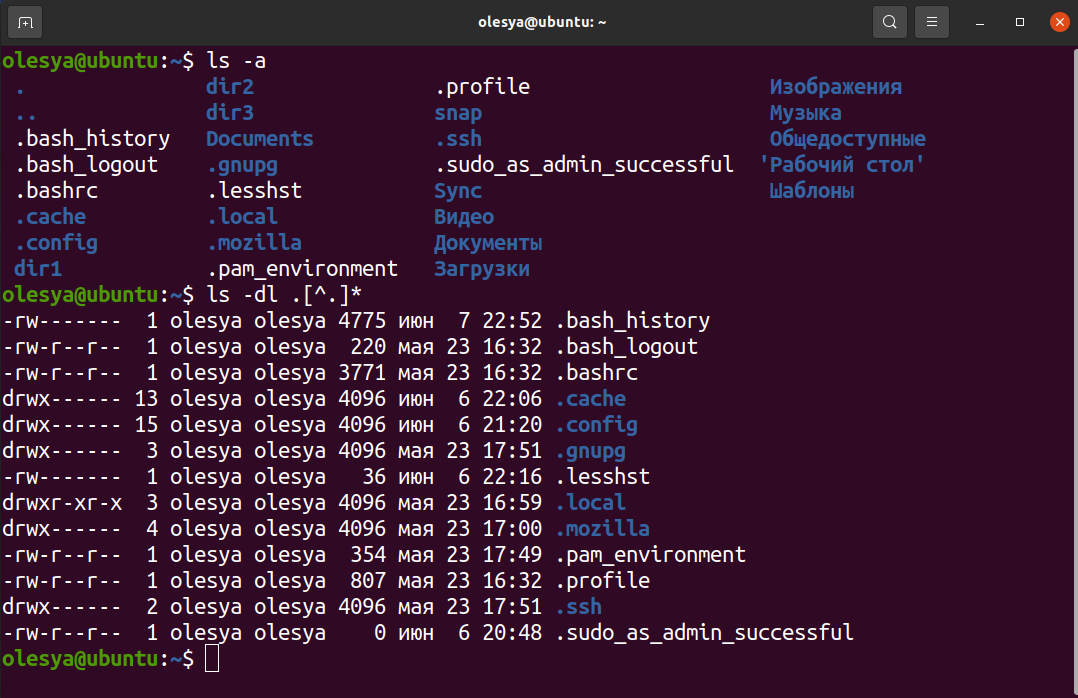 olesya@ubuntu: ~
olesya@ubuntu:~$ ls -a
. dir2 .profile Изображения
.. dir3 snap Музыка
.bash_history Documents .ssh Общедоступные
.bash_logout .gnupg .sudo_as_admin_successful 'Рабочий стол'
.bashrc .lesshst Sync Шаблоны
.cache .local Видео
.config .mozilla Документы
dir1 .pam_environment Загрузки
olesya@ubuntu:~$ ls -dl .[^.]*
-rw------- 1 olesya olesya 4775 июн 7 22:52 .bash_history
-rw-r--r-- 1 olesya olesya 220 мая 23 16:32 .bash_logout
-rw-r--r-- 1 olesya olesya 3771 мая 23 16:32 .bashrc
drwx------ 13 olesya olesya 4096 июн 6 22:06 .cache
drwx------ 15 olesya olesya 4096 июн 6 21:20 .config
drwx------ 3 olesya olesya 4096 мая 23 17:51 .gnupg
-rw------- 1 olesya olesya 36 июн 6 22:16 .lesshst
drwxr-xr-x 3 olesya olesya 4096 мая 23 16:59 .local
drwx------ 4 olesya olesya 4096 мая 23 17:00 .mozilla
-rw-r--r-- 1 olesya olesya 354 мая 23 17:49 .pam_environment
-rw-r--r-- 1 olesya olesya 807 мая 23 16:32 .profile
drwx------ 2 olesya olesya 4096 мая 23 17:51 .ssh
-rw-r--r-- 1 olesya olesya 0 июн 6 20:48 .sudo_as_admin_successful
olesya@ubuntu:~$